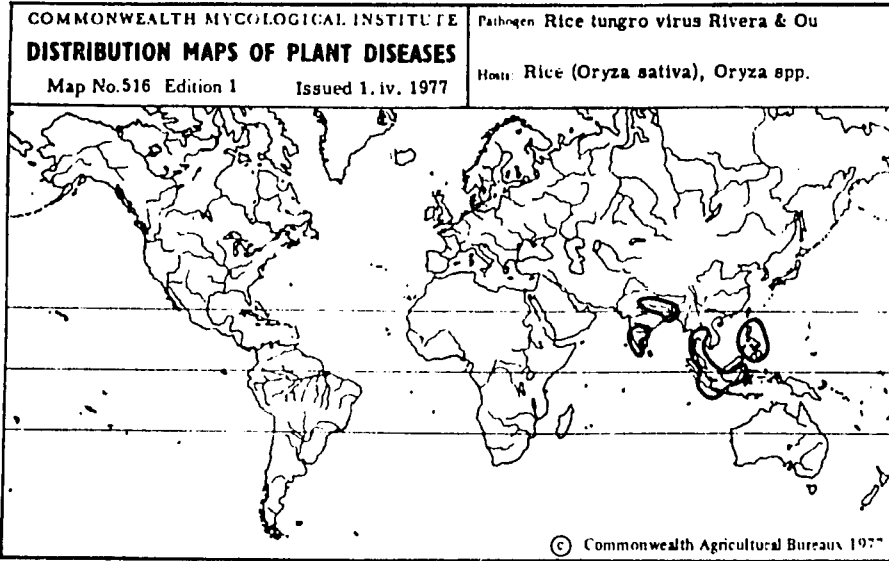 COMMONWEALTH MYCOLOGICAL INSTITUTE
DISTRIBUTION MAPS OF PLANT DISEASES
Map No.516 Edition 1 Issued 1.iv. 1977
Pathogen: Rice tungro virus Rivera & Ou
Hosts: Rice (Oryza sativa), Oryza spp.
© Commonwealth Agricultural Bureaux 1977